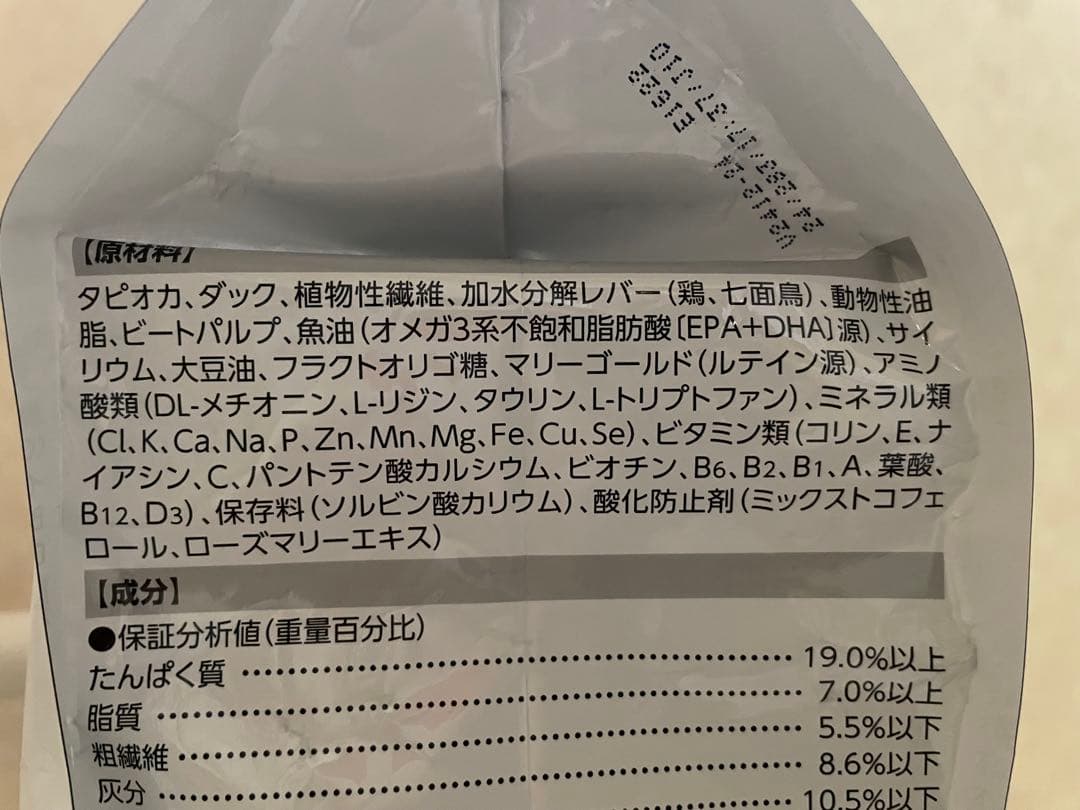 【原材料】
タピオカ、ダック、植物性繊維、加水分解レバー(鶏、七面鳥)、動物性油
脂、ビートパルプ、魚油(オメガ3系不飽和脂肪酸〔EPA+DHA〕源)、サイ
リウム、大豆油、フラクトオリゴ糖、マリーゴールド(ルテイン源)、アミノ
酸類(DL-メチオニン、L-リジン、タウリン、L-トリプトファン)、ミネラル類
(Cl、K、Ca、Na、P、Zn、Mn、Mg、Fe、Cu、Se)、ビタミン類(コリン、E、ナ
イアシン、C、パントテン酸カルシウム、ビオチン、B6、B2、B1、A、葉酸、
B12、D3)、保存料(ソルビン酸カリウム)、酸化防止剤(ミックストコフェ
ロール、ローズマリーエキス)
【成分】
●保証分析値(重量百分比)
たんぱく質 19.0%以上
脂質 7.0%以上
粗繊維 5.5%以下
灰分 8.6%以下
10.5%以下